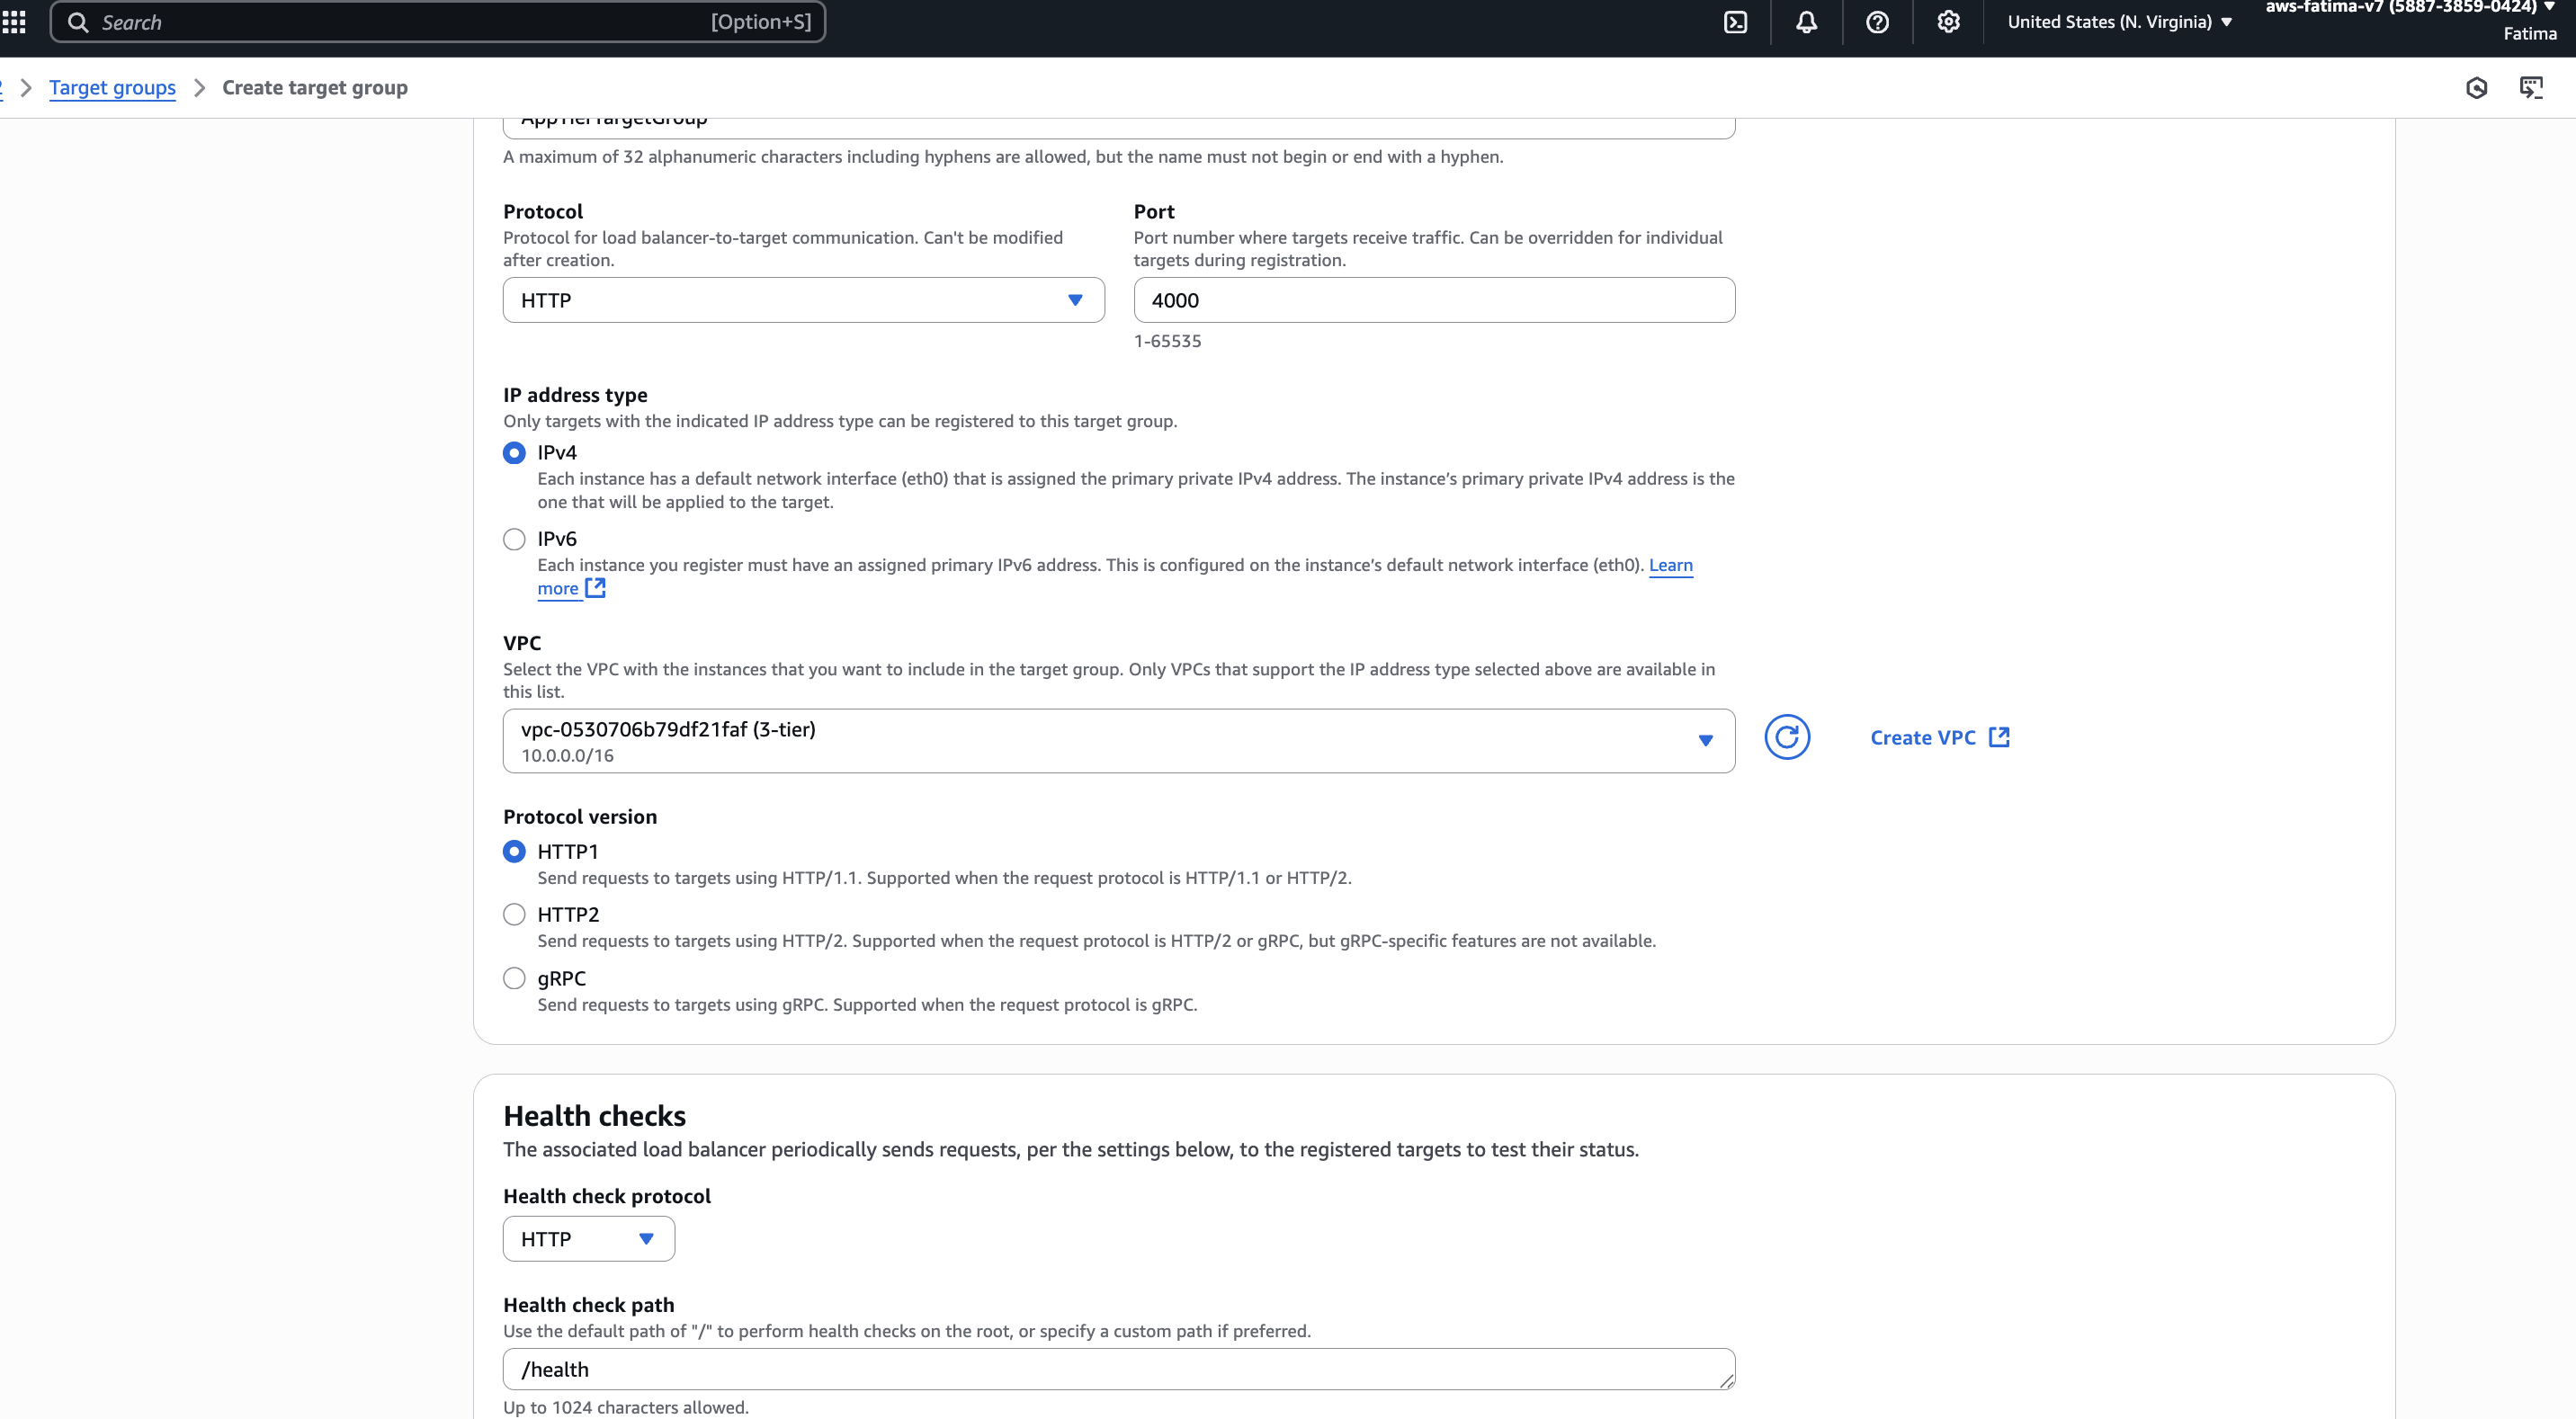 Search [Option+S]
United States (N. Virginia)
aws-fatima-v7 (5887-3859-0424)
Fatima
Target groups
Create target group
AppTierTargetGroup
A maximum of 32 alphanumeric characters including hyphens are allowed, but the name must not begin or end with a hyphen.
Protocol
Protocol for load balancer-to-target communication. Can't be modified
after creation.
HTTP
Port
Port number where targets receive traffic. Can be overridden for individual
targets during registration.
4000
1-65535
IP address type
Only targets with the indicated IP address type can be registered to this target group.
IPv4
Each instance has a default network interface (eth0) that is assigned the primary private IPv4 address. The instance’s primary private IPv4 address is the
one that will be applied to the target.
IPv6
Each instance you register must have an assigned primary IPv6 address. This is configured on the instance’s default network interface (eth0). Learn
more
VPC
Select the VPC with the instances that you want to include in the target group. Only VPCs that support the IP address type selected above are available in
this list.
vpc-0530706b79df21faf (3-tier)
10.0.0.0/16
Create VPC
Protocol version
HTTP1
Send requests to targets using HTTP/1.1. Supported when the request protocol is HTTP/1.1 or HTTP/2.
HTTP2
Send requests to targets using HTTP/2. Supported when the request protocol is HTTP/2 or gRPC, but gRPC-specific features are not available.
gRPC
Send requests to targets using gRPC. Supported when the request protocol is gRPC.
Health checks
The associated load balancer periodically sends requests, per the settings below, to the registered targets to test their status.
Health check protocol
HTTP
Health check path
Use the default path of "/" to perform health checks on the root, or specify a custom path if preferred.
/health
Up to 1024 characters allowed.